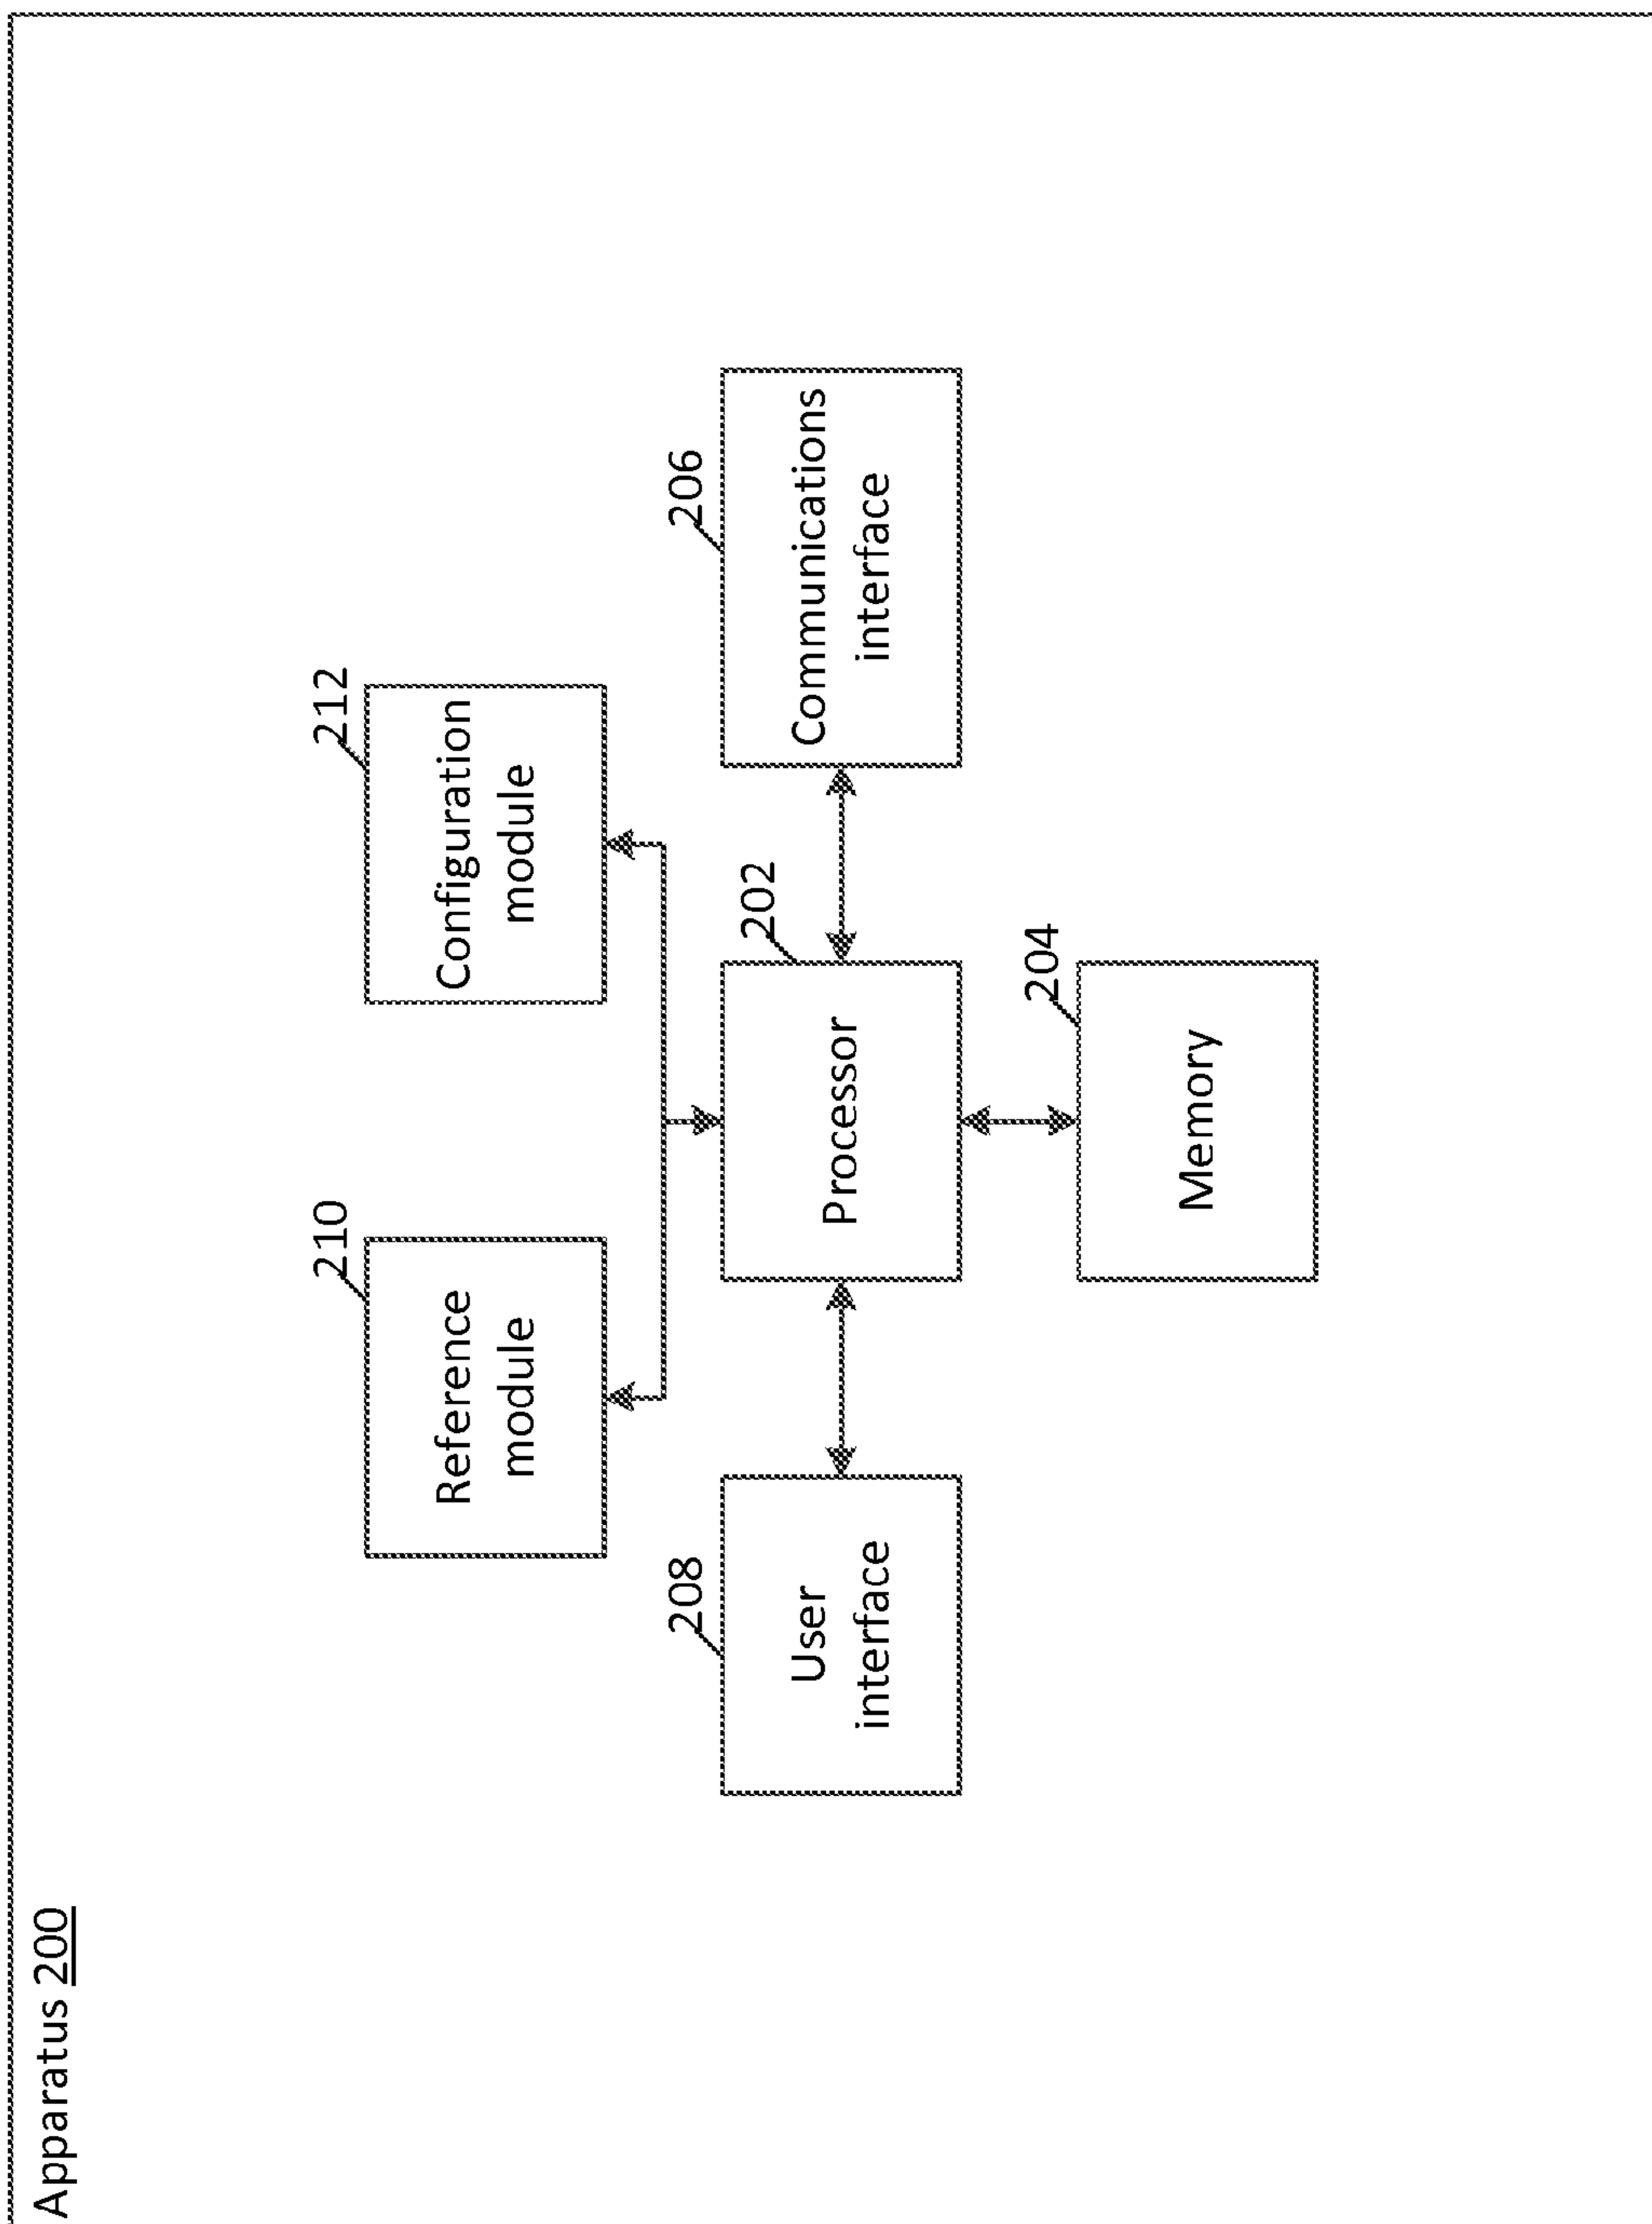 Apparatus 200
210
Reference
module
212
Configuration
module
208
User
interface
202
Processor
206
Communications
interface
204
Memory